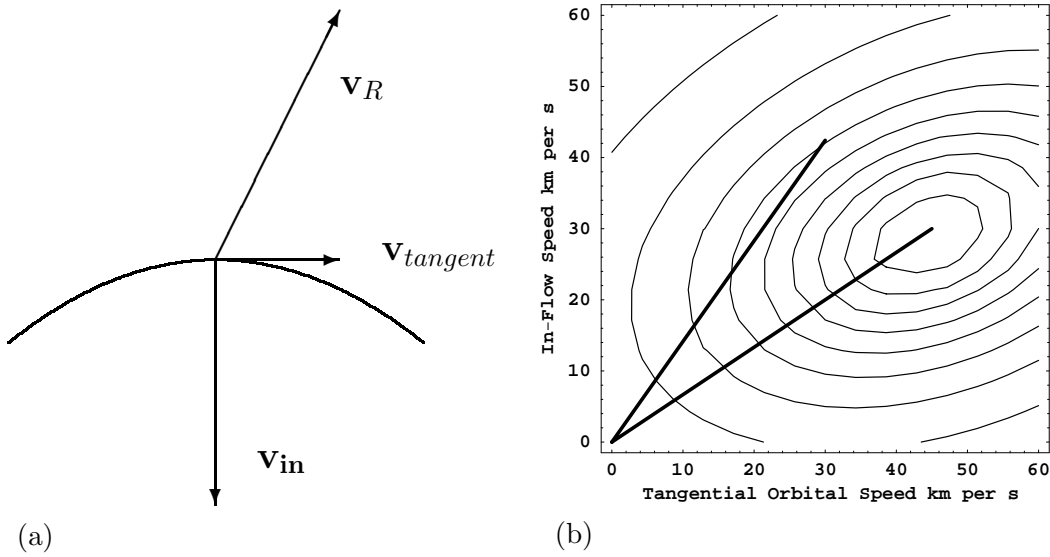 v_R
v_tangent
v_in
(a)
60
50
40
30
20
10
0
In-Flow Speed km per s
0 10 20 30 40 50 60
Tangential Orbital Speed km per s
(b)